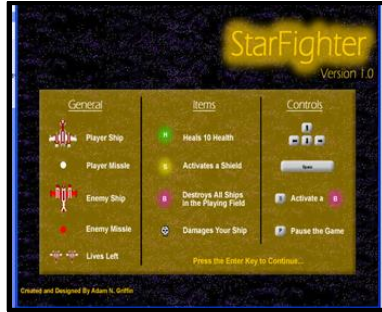 StarFighter
Version 1.0
General
Player Ship
Player Missle
Enemy Ship
Enemy Missle
Lives Left
Items
H Heals 10 Health
S Activates a Shield
B Destroys All Ships
in the Playing Field
Damages Your Ship
Controls
Space
Activate a B
P Pause the Game
Press the Enter Key to Continue...
Created and Designed By Adam N. Griffin